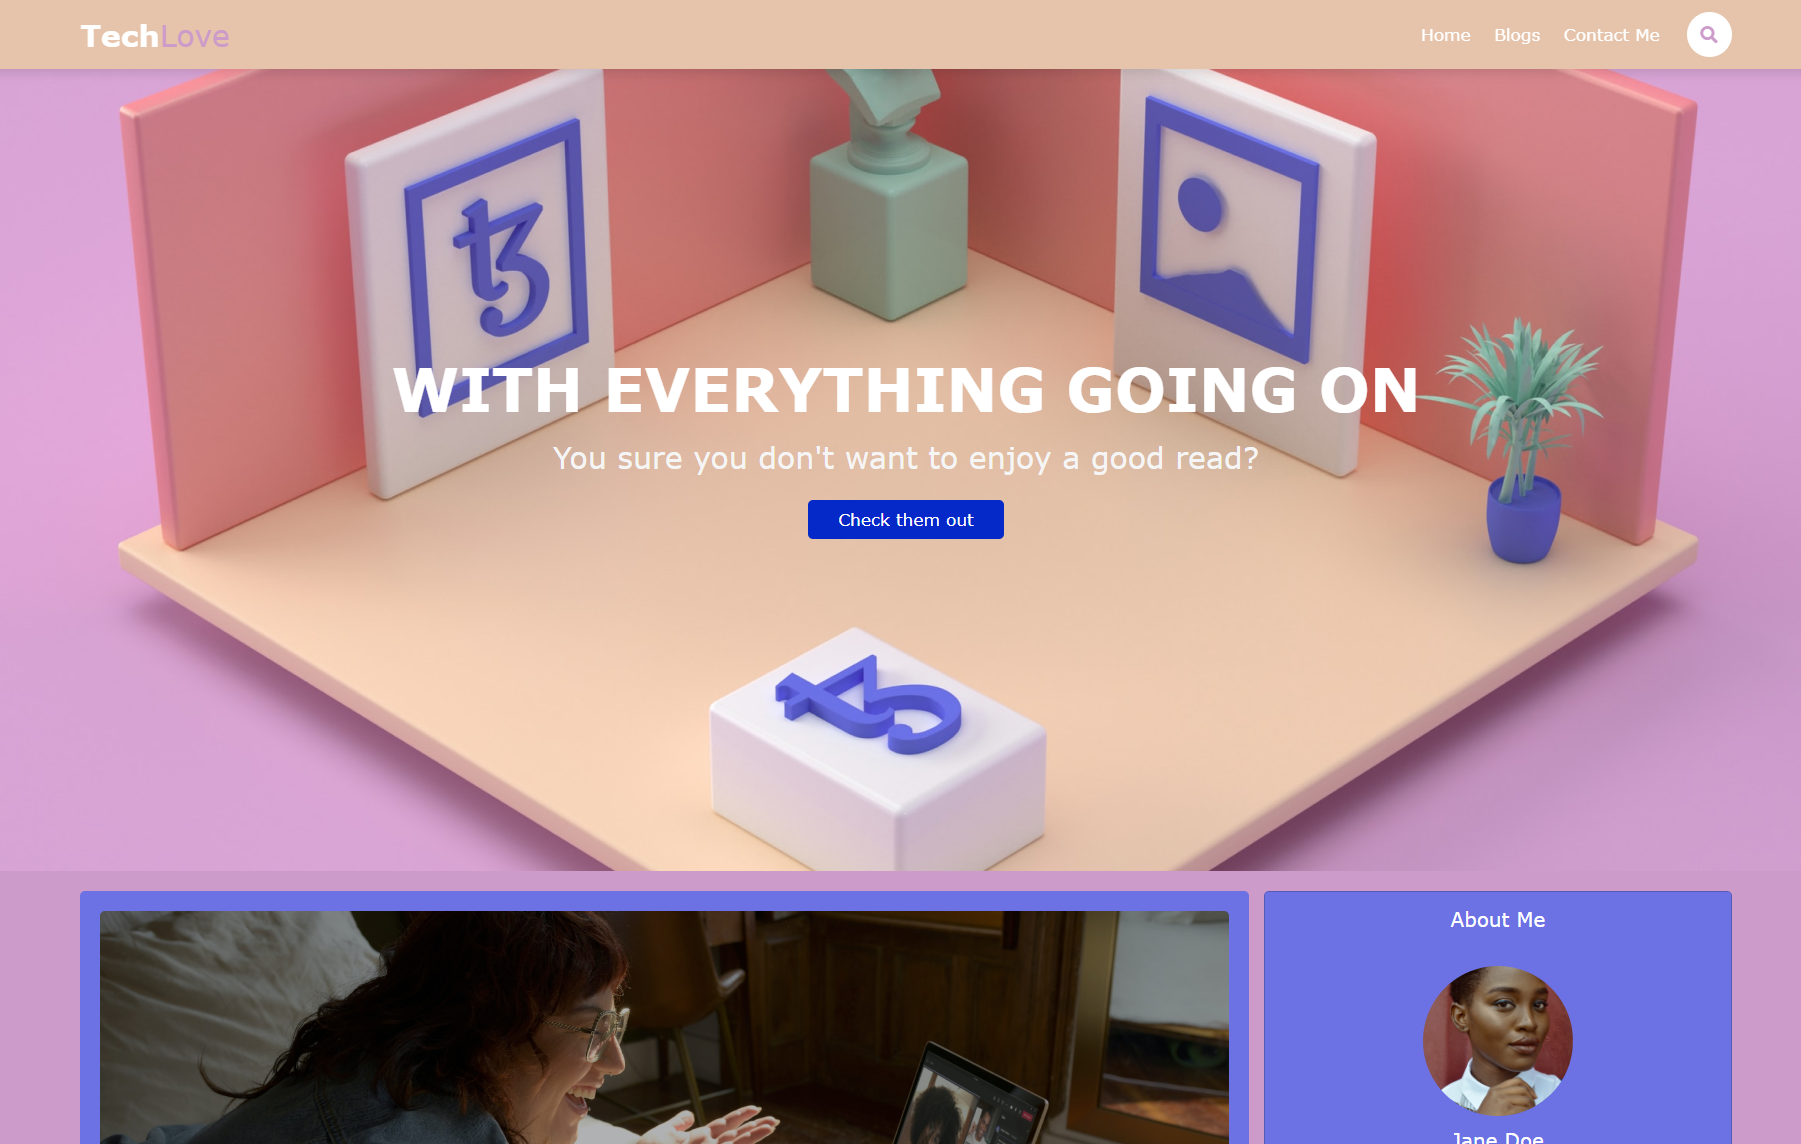 TechLove
Home Blogs Contact Me
WITH EVERYTHING GOING ON
You sure you don't want to enjoy a good read?
Check them out
About Me
Jane Doe